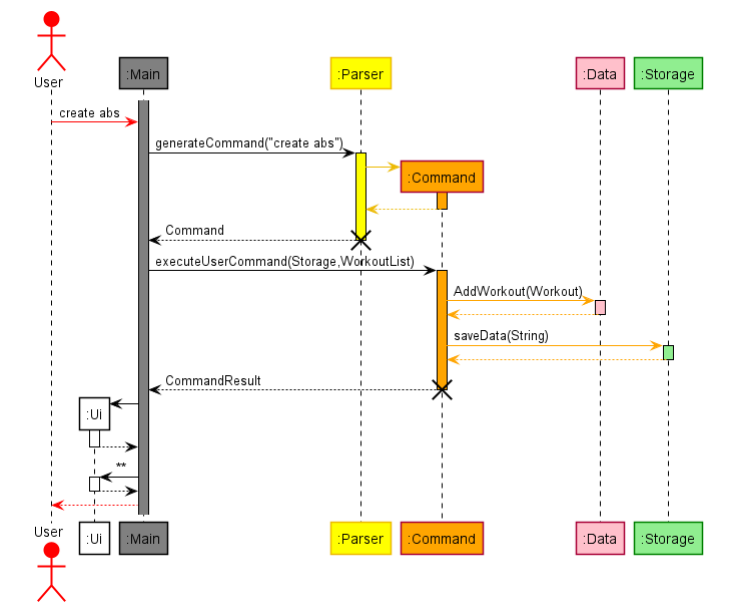 User
:Main
:Parser
:Data
:Storage
create abs
generateCommand("create abs")
:Command
Command
executeUserCommand(Storage,WorkoutList)
AddWorkout(Workout)
saveData(String)
CommandResult
:Ui
**
User
:Ui
:Main
:Parser
:Command
:Data
:Storage